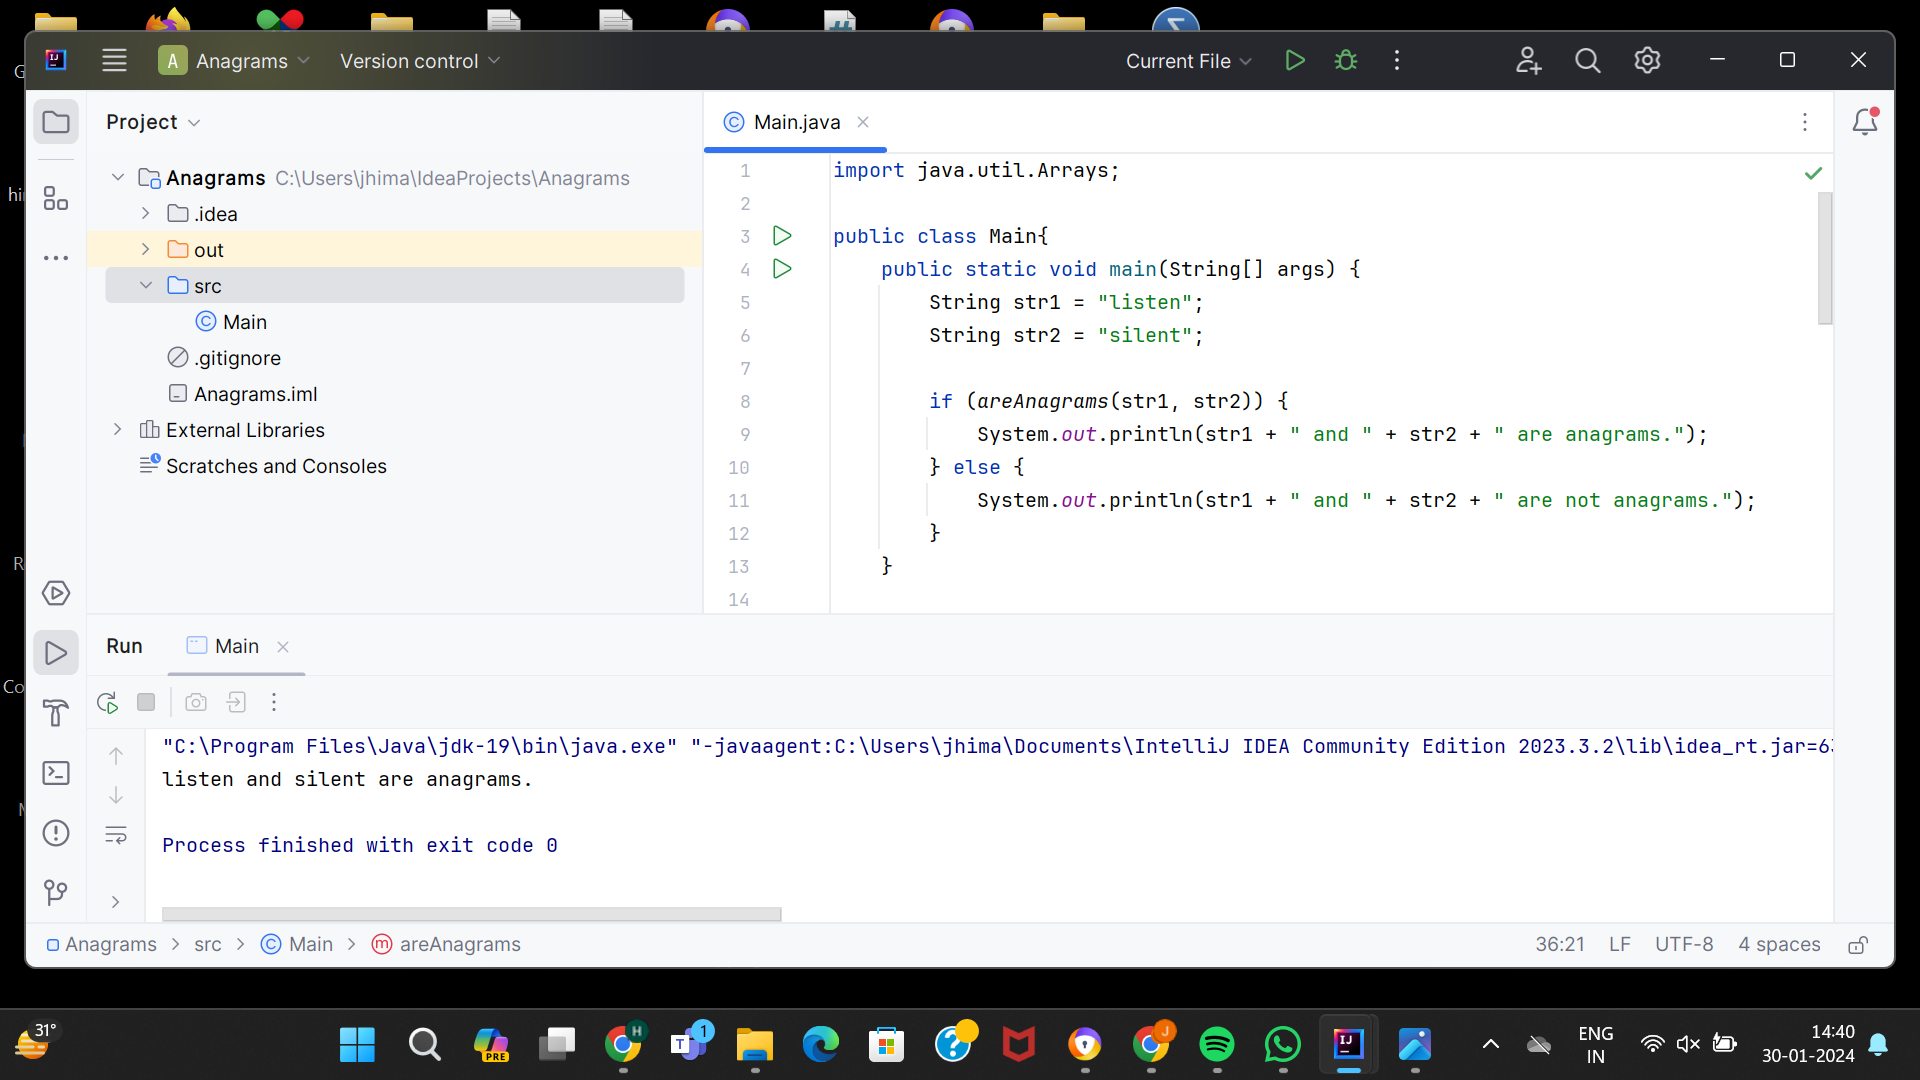 A Anagrams Version control Current File
Project
Main.java
Anagrams C:\Users\jhima\IdeaProjects\Anagrams
.idea
out
src
Main
.gitignore
Anagrams.iml
External Libraries
Scratches and Consoles
1 import java.util.Arrays;
2
3 public class Main{
4 public static void main(String[] args) {
5 String str1 = "listen";
6 String str2 = "silent";
7
8 if (areAnagrams(str1, str2)) {
9 System.out.println(str1 + " and " + str2 + " are anagrams.");
10 } else {
11 System.out.println(str1 + " and " + str2 + " are not anagrams.");
12 }
13 }
14
Run Main
"C:\Program Files\Java\jdk-19\bin\java.exe" "-javaagent:C:\Users\jhima\Documents\IntelliJ IDEA Community Edition 2023.3.2\lib\idea_rt.jar=6
listen and silent are anagrams.
Process finished with exit code 0
Anagrams > src > Main > areAnagrams 36:21 LF UTF-8 4 spaces
31°
PRE
H
T 1
J
IJ
ENG
IN
14:40
30-01-2024